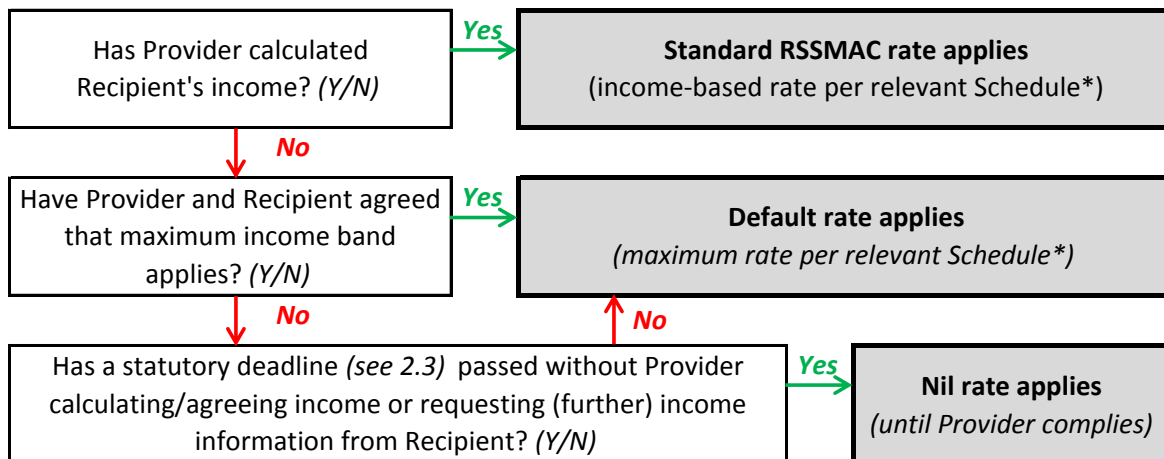 Has Provider calculated
Recipient's income? (Y/N)
Yes
Standard RSSMAC rate applies
(income-based rate per relevant Schedule*)
No
Have Provider and Recipient agreed
that maximum income band
applies? (Y/N)
Yes
Default rate applies
(maximum rate per relevant Schedule*)
No
No
Has a statutory deadline (see 2.3) passed without Provider
calculating/agreeing income or requesting (further) income
information from Recipient? (Y/N)
Yes
Nil rate applies
(until Provider complies)